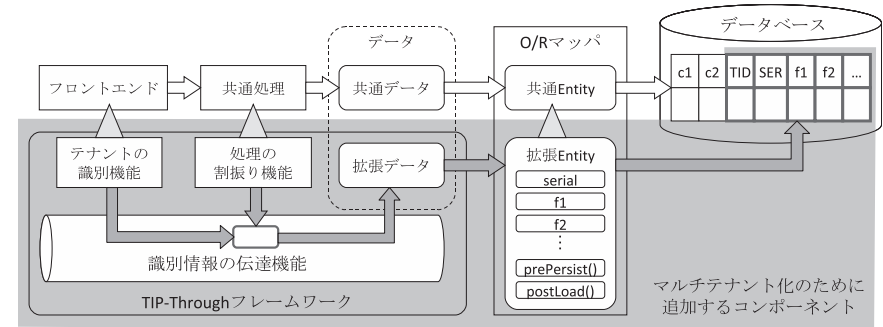 データ
O/Rマッパ
データベース
c1 c2 TID SER f1 f2 ...
フロントエンド
共通処理
共通データ
共通Entity
テナントの
識別機能
処理の
割振り機能
拡張データ
拡張Entity
serial
f1
f2
⋮
prePersist()
postLoad()
識別情報の伝達機能
TIP-Throughフレームワーク
マルチテナント化のために
追加するコンポーネント